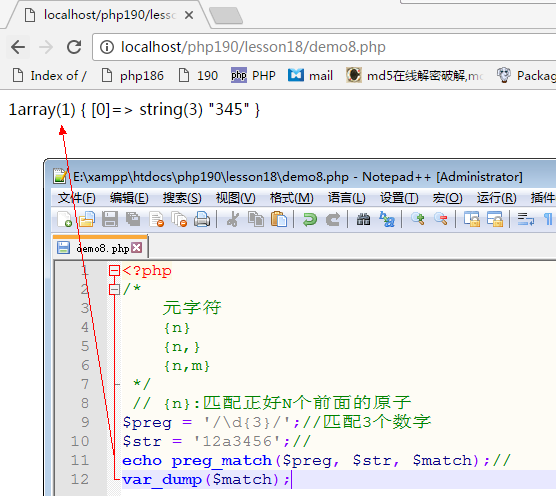 localhost/php190/lesso
localhost/php190/lesson18/demo8.php
Index of / php186 190 php PHP mail md5在线解密破解,mc Packag
1array(1) { [0]=> string(3) "345" }
E:\xampp\htdocs\php190\lesson18\demo8.php - Notepad++ [Administrator]
文件(F) 编辑(E) 搜索(S) 视图(V) 格式(M) 语言(L) 设置(T) 宏(O) 运行(R) 插件
demo8.php
1 <?php
2 /*
3 元字符
4 {n}
5 {n,}
6 {n,m}
7 */
8 // {n}:匹配正好N个前面的原子
9 $preg = '/\d{3}/';//匹配3个数字
10 $str = '12a3456';//
11 echo preg_match($preg, $str, $match);//
12 var_dump($match);